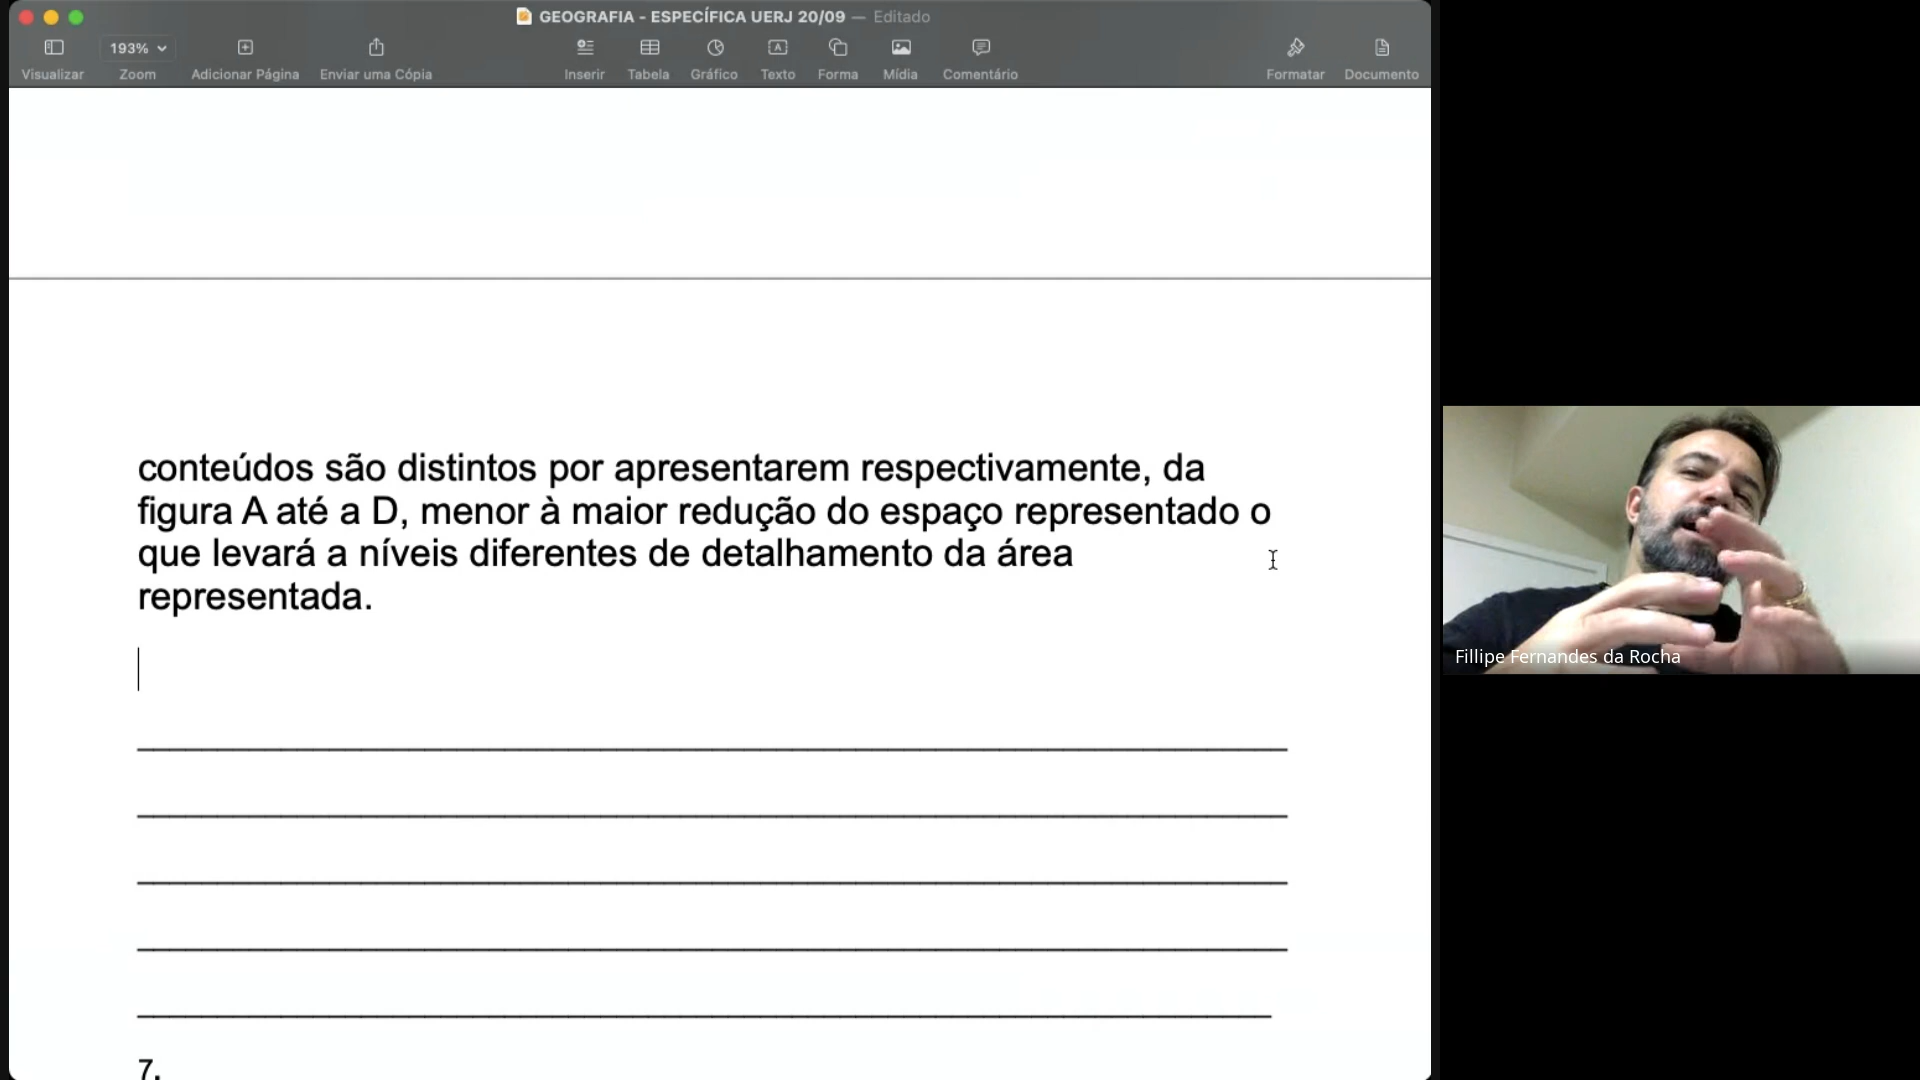 GEOGRAFIA - ESPECÍFICA UERJ 20/09 — Editado
193%
Visualizar
Zoom
Adicionar Página
Enviar uma Cópia
Inserir
Tabela
Gráfico
Texto
Forma
Mídia
Comentário
Formatar
Documento
conteúdos são distintos por apresentarem respectivamente, da
figura A até a D, menor à maior redução do espaço representado o
que levará a níveis diferentes de detalhamento da área
representada.
7.
Fillipe Fernandes da Rocha